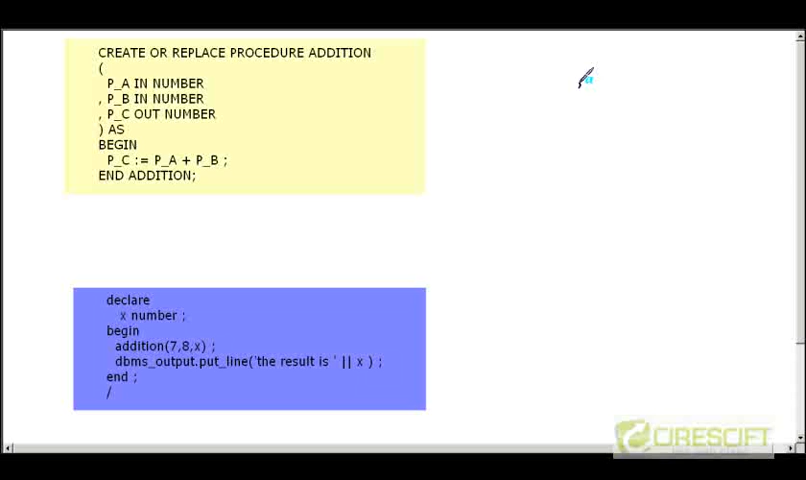 CREATE OR REPLACE PROCEDURE ADDITION
(
P_A IN NUMBER
, P_B IN NUMBER
, P_C OUT NUMBER
) AS
BEGIN
P_C := P_A + P_B ;
END ADDITION;
declare
x number ;
begin
addition(7,8,x) ;
dbms_output.put_line('the result is ' || x ) ;
end ;
/